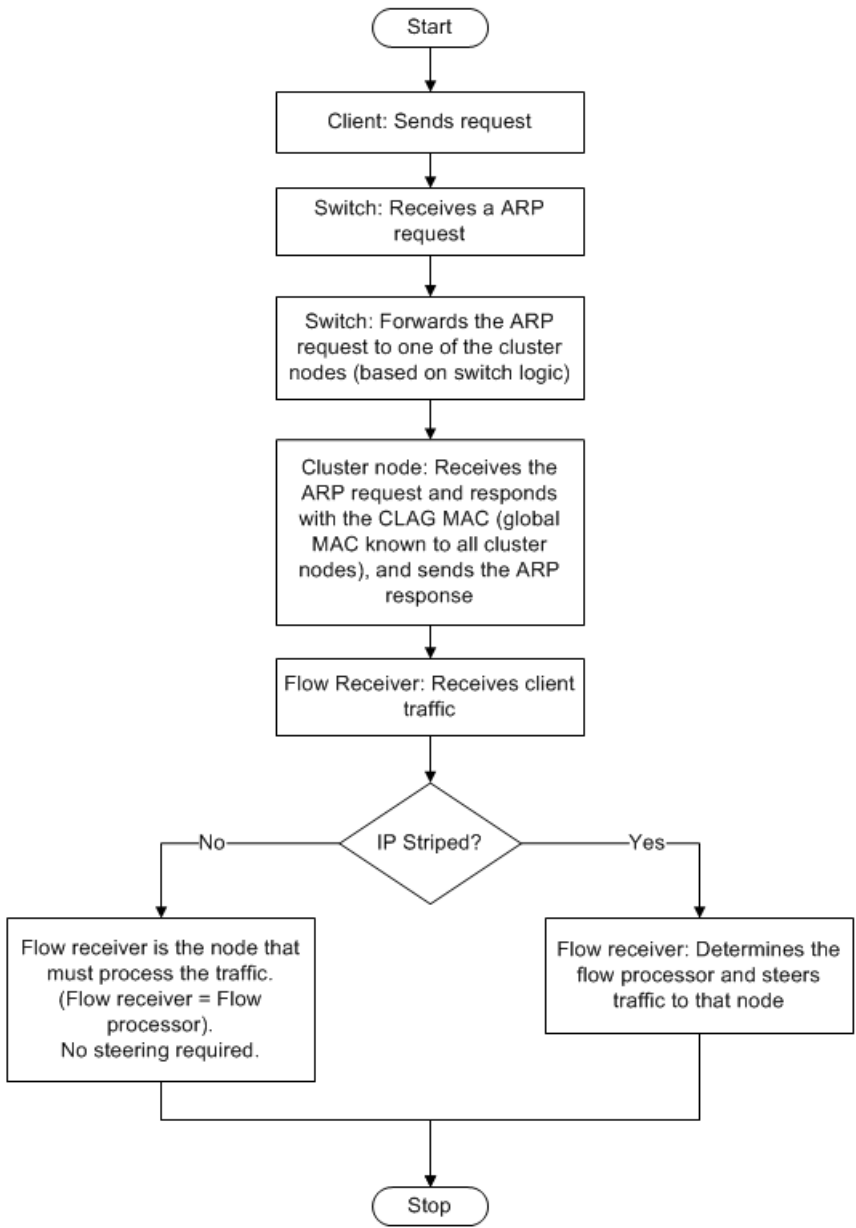 Start
Client: Sends request
Switch: Receives a ARP
request
Switch: Forwards the ARP
request to one of the cluster
nodes (based on switch logic)
Cluster node: Receives the
ARP request and responds
with the CLAG MAC (global
MAC known to all cluster
nodes), and sends the ARP
response
Flow Receiver: Receives client
traffic
IP Striped?
No
Yes
Flow receiver is the node that
must process the traffic.
(Flow receiver = Flow
processor).
No steering required.
Flow receiver: Determines the
flow processor and steers
traffic to that node
Stop